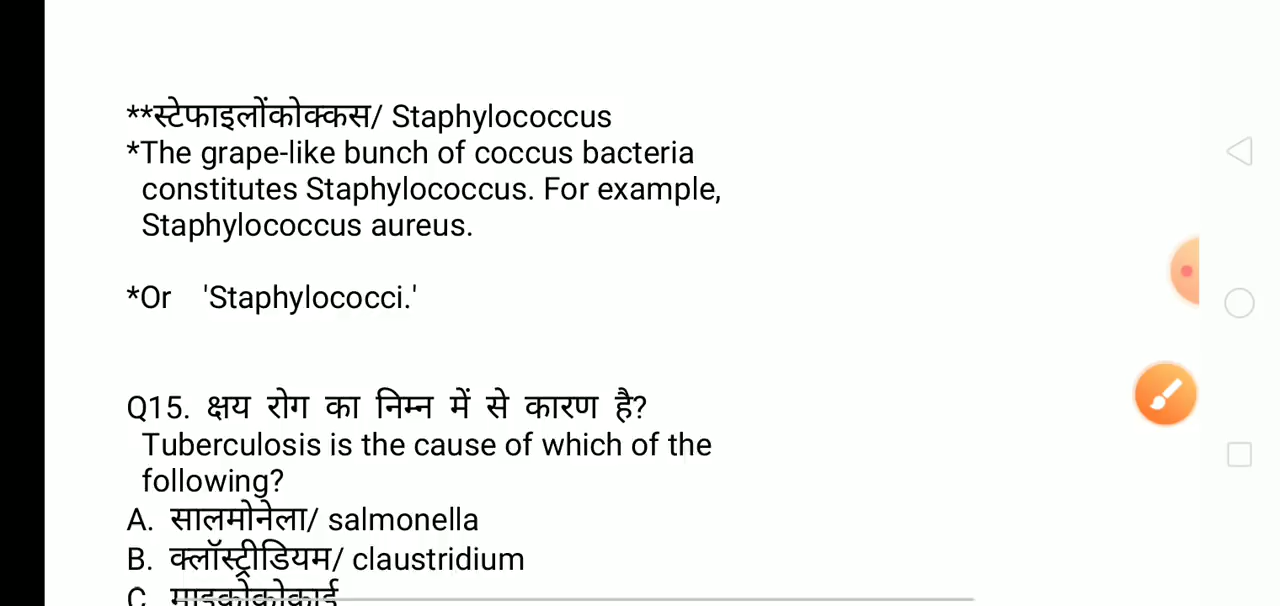 **स्टेफाइलोंकोक्कस/ Staphylococcus
*The grape-like bunch of coccus bacteria
constitutes Staphylococcus. For example,
Staphylococcus aureus.
*Or 'Staphylococci.'
Q15. क्षय रोग का निम्न में से कारण है?
Tuberculosis is the cause of which of the
following?
A. सालमोनेला/ salmonella
B. क्लॉस्ट्रीडियम/ claustridium
C